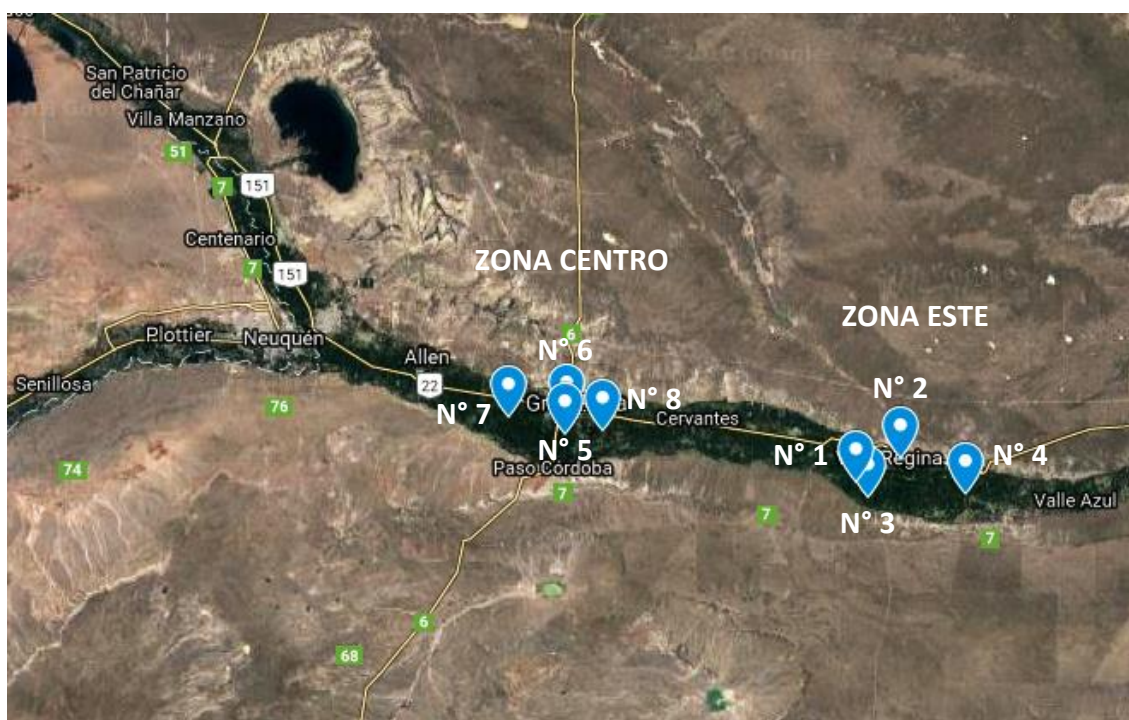 San Patricio
del Chañar
Villa Manzano
51
7
151
Centenario
7
151
ZONA CENTRO
ZONA ESTE
Plottier
Neuquén
6
N° 6
Allen
Senillosa
22
76
N° 7
N° 8
N° 2
Cervantes
N° 5
N° 1
Regina
N° 4
74
Paso Córdoba
7
7
N° 3
Valle Azul
7
6
68